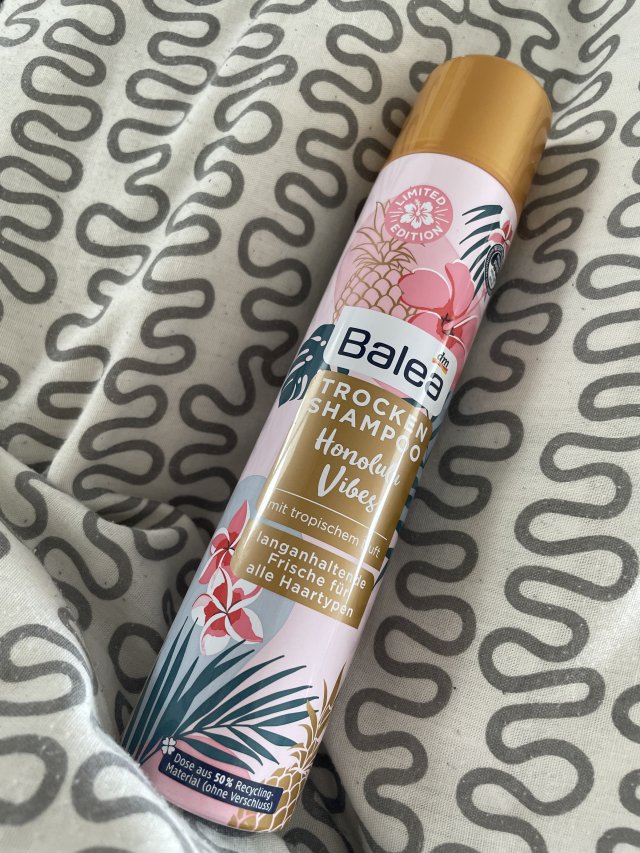 LIMITED
EDITION
Balea
dm
TROCKEN
SHAMPOO
Honolulu
Vibes
mit tropischem Duft
langanhaltende
Frische für
alle Haartypen
Dose aus 50% Recycling-
Material (ohne Verschluss)